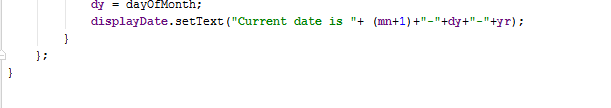 dy = dayOfMonth;
displayDate.setText("Current date is "+ (mn+1)+"-"+dy+"-"+yr);
}
};
}